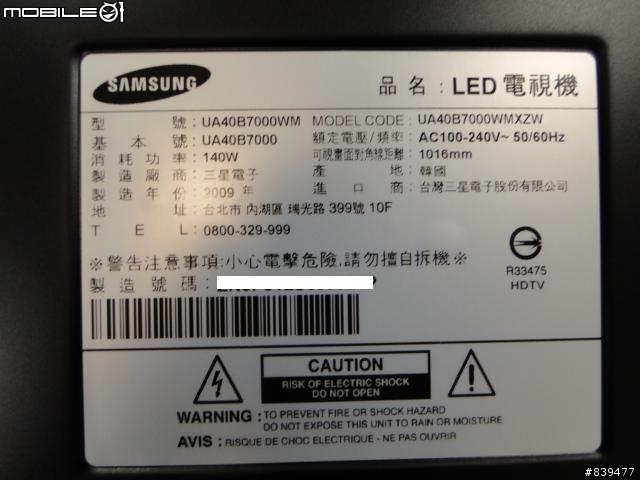 MOBILE01
SAMSUNG
品 名 : LED 電視機
型 號 : UA40B7000WM MODEL CODE : UA40B7000WMXZW
基 本 號 : UA40B7000 額定電壓/頻率 : AC100-240V~ 50/60Hz
消耗功率 : 140W 可視畫面對角線距離 : 1016mm
製造廠商 : 三星電子 產 地 : 韓國
製造年份 : 2009 年 進 口 商 : 台灣三星電子股份有限公司
地 址 : 台北市 內湖區 瑞光路 399號 10F
T E L : 0800-329-999
※警告注意事項:小心電擊危險,請勿擅自拆機※
製造號碼 :
R33475
HDTV
CAUTION
RISK OF ELECTRIC SHOCK
DO NOT OPEN
WARNING : TO PREVENT FIRE OR SHOCK HAZARD
DO NOT EXPOSE THIS UNIT TO RAIN OR MOISTURE
AVIS : RISQUE DE CHOC ELECTRIQUE - NE PAS OUVRIR
#839477